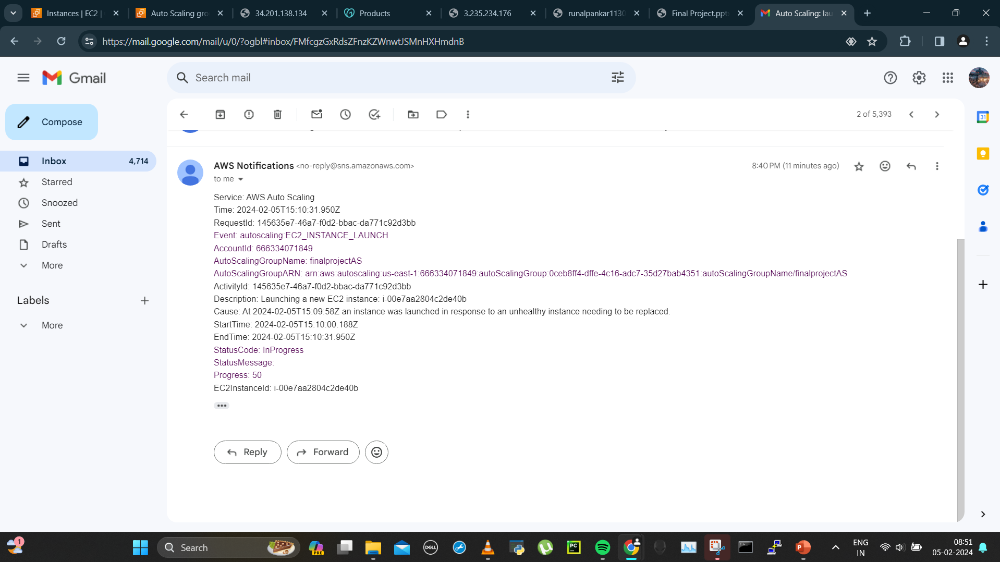 Instances | EC2 |
Auto Scaling gro
34.201.138.134
Products
3.235.234.176
runalpankar1130
Final Project.ppt
Auto Scaling: lau
https://mail.google.com/mail/u/0/?ogbl#inbox/FMfcgzGxRdsZFnzKZWnwtJSMnHXHmdnB
Gmail
Search mail
Compose
2 of 5,393
Inbox 4,714
Starred
Snoozed
Sent
Drafts
More
Labels
More
AWS Notifications <no-reply@sns.amazonaws.com>
8:40 PM (11 minutes ago)
to me
Service: AWS Auto Scaling
Time: 2024-02-05T15:10:31.950Z
RequestId: 145635e7-46a7-f0d2-bbac-da771c92d3bb
Event: autoscaling:EC2_INSTANCE_LAUNCH
AccountId: 666334071849
AutoScalingGroupName: finalprojectAS
AutoScalingGroupARN: arn:aws:autoscaling:us-east-1:666334071849:autoScalingGroup:0ceb8ff4-dffe-4c16-adc7-35d27bab4351:autoScalingGroupName/finalprojectAS
ActivityId: 145635e7-46a7-f0d2-bbac-da771c92d3bb
Description: Launching a new EC2 instance: i-00e7aa2804c2de40b
Cause: At 2024-02-05T15:09:58Z an instance was launched in response to an unhealthy instance needing to be replaced.
StartTime: 2024-02-05T15:10:00.188Z
EndTime: 2024-02-05T15:10:31.950Z
StatusCode: InProgress
StatusMessage:
Progress: 50
EC2InstanceId: i-00e7aa2804c2de40b
Reply
Forward
31
1
Search
PRE
DELL
PC
ENG
IN
08:51
05-02-2024